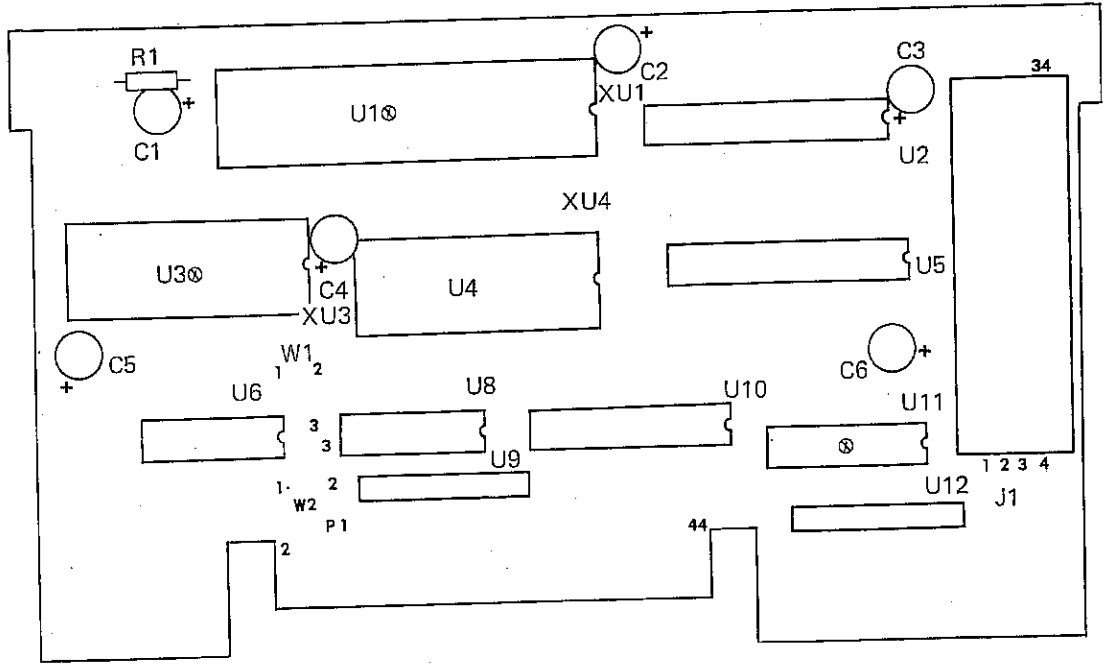 R1
+
C2
C3
34
U1
XU1
+
+
C1
U2
XU4
U3
U4
U5
+
C4
XU3
C5
+
W1
1 2
C6
+
U6
U8
U10
U11
3
3
U9
1 2
W2
P1
2
44
U12
1 2 3 4
J1